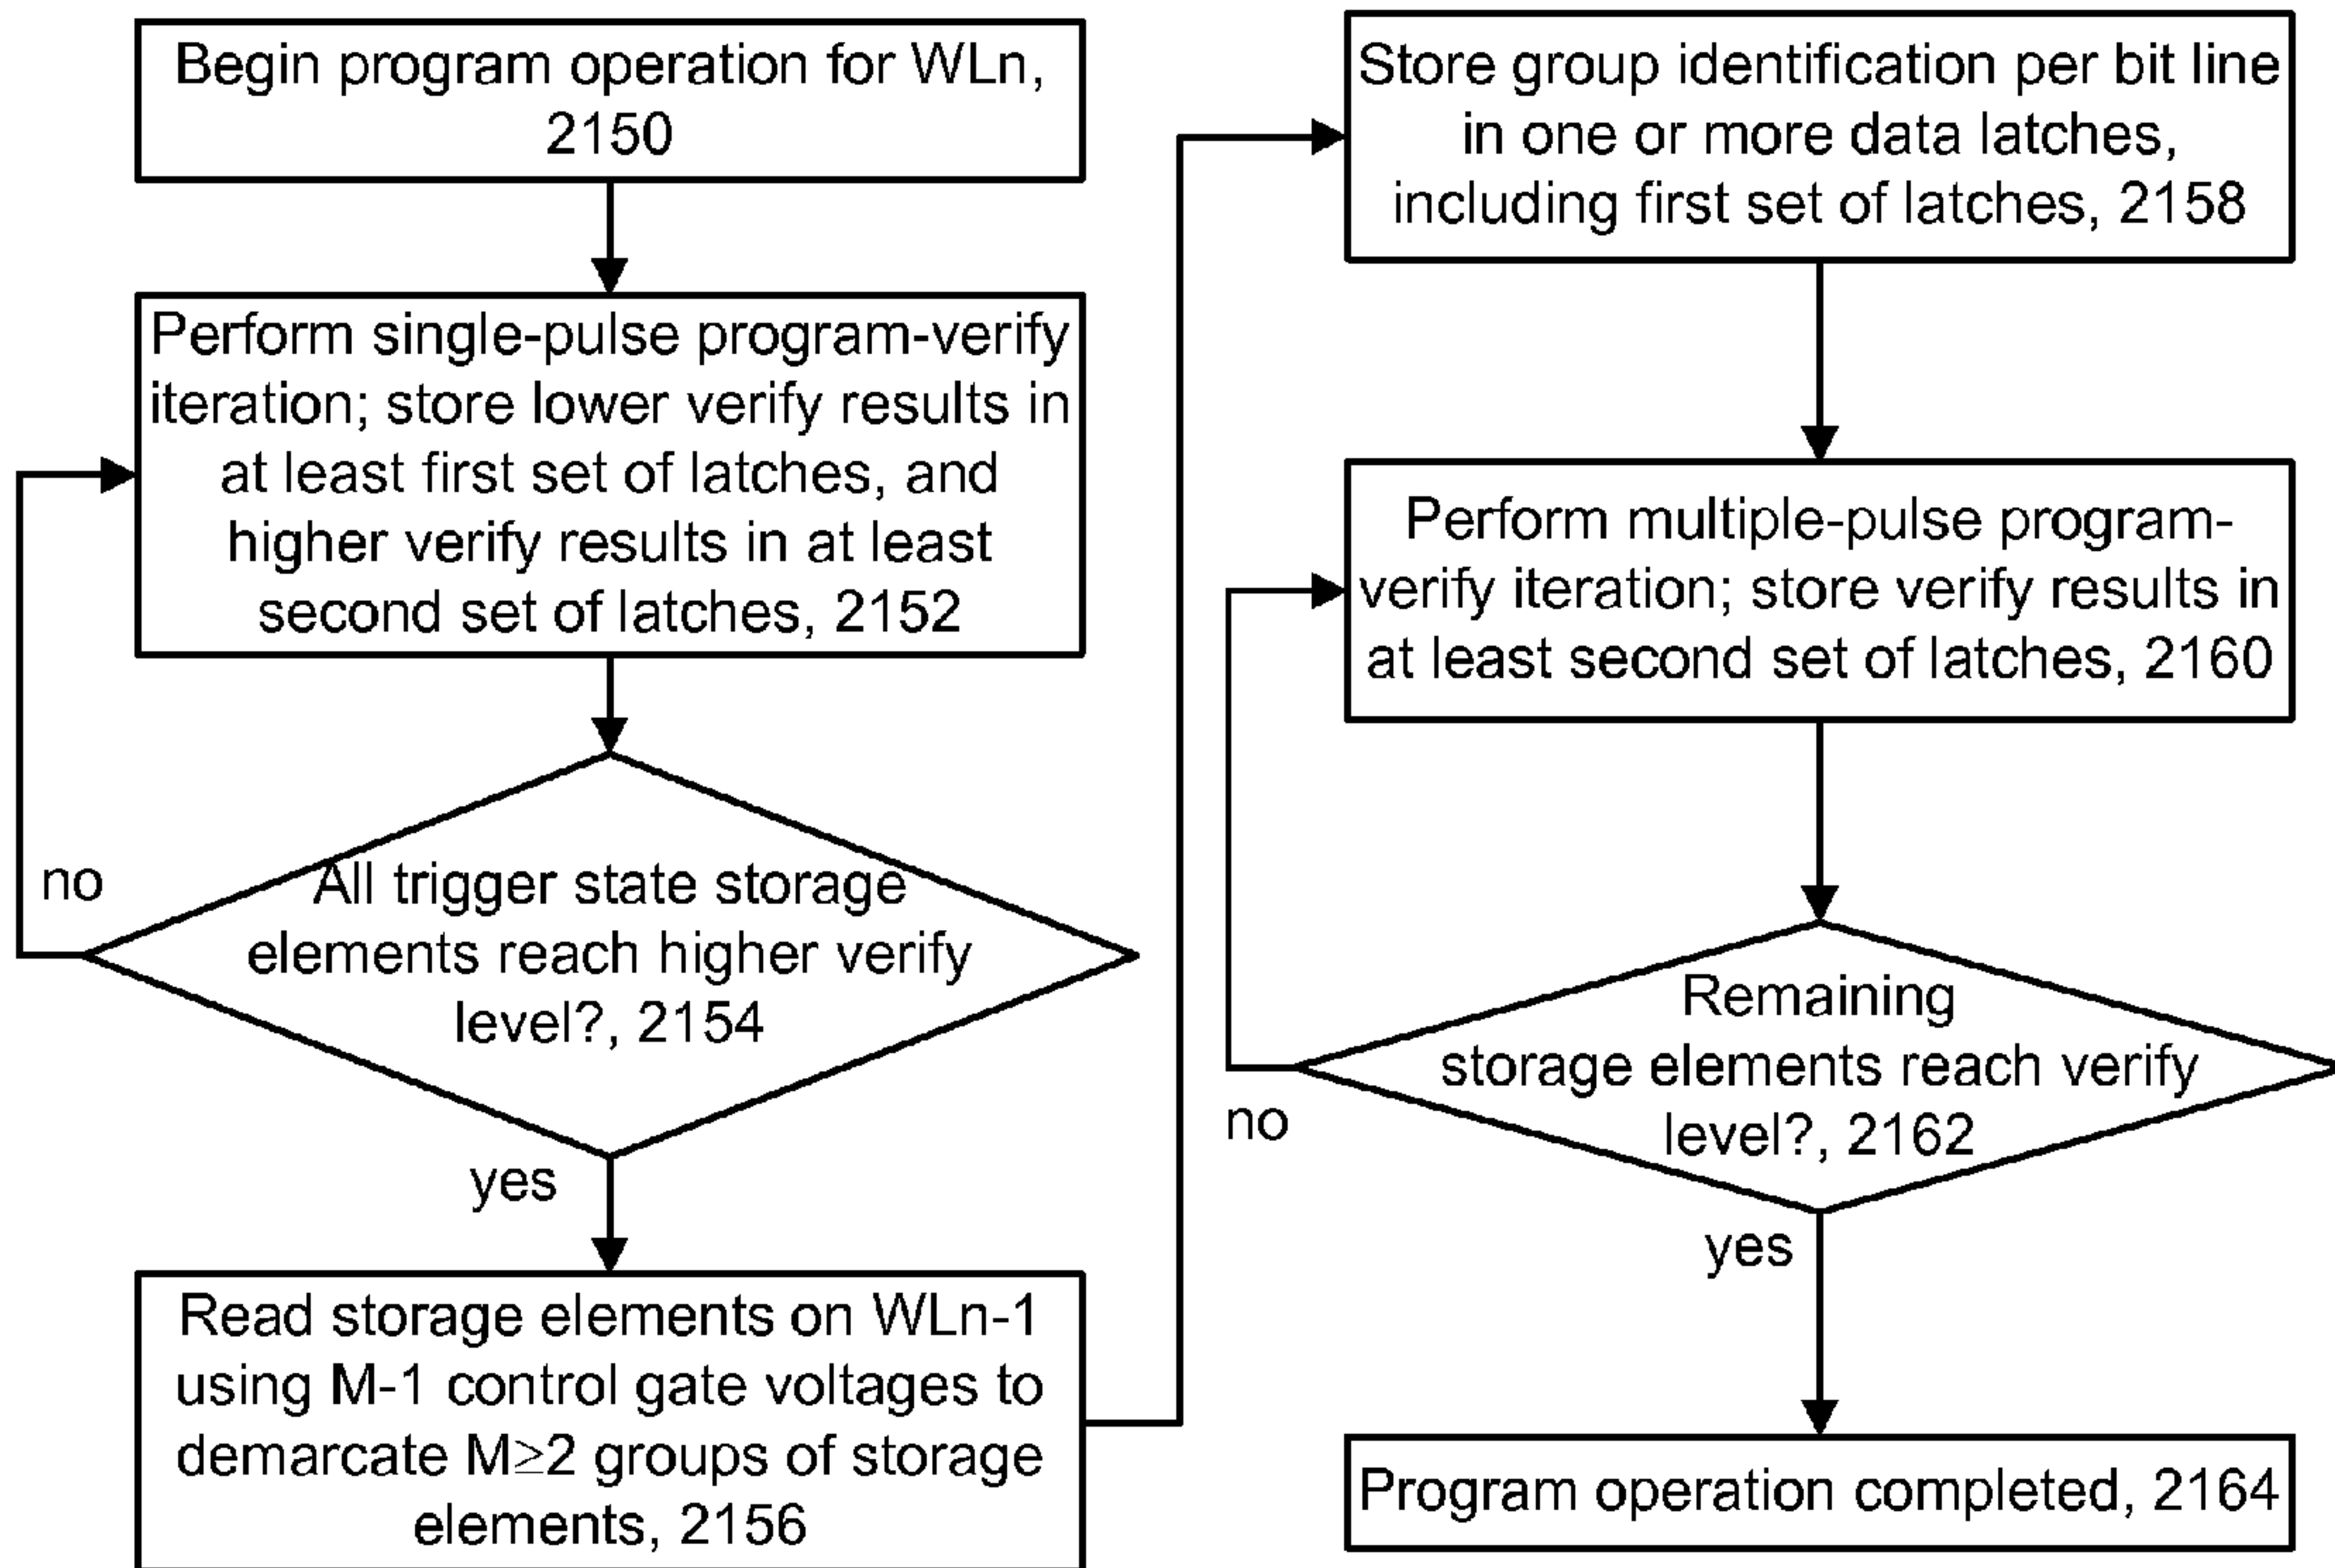 Begin program operation for WLn,
2150
Perform single-pulse program-verify
iteration; store lower verify results in
at least first set of latches, and
higher verify results in at least
second set of latches, 2152
no
All trigger state storage
elements reach higher verify
level?, 2154
yes
Read storage elements on WLn-1
using M-1 control gate voltages to
demarcate M≥2 groups of storage
elements, 2156
Store group identification per bit line
in one or more data latches,
including first set of latches, 2158
Perform multiple-pulse program-
verify iteration; store verify results in
at least second set of latches, 2160
Remaining
storage elements reach verify
level?, 2162
no
yes
Program operation completed, 2164